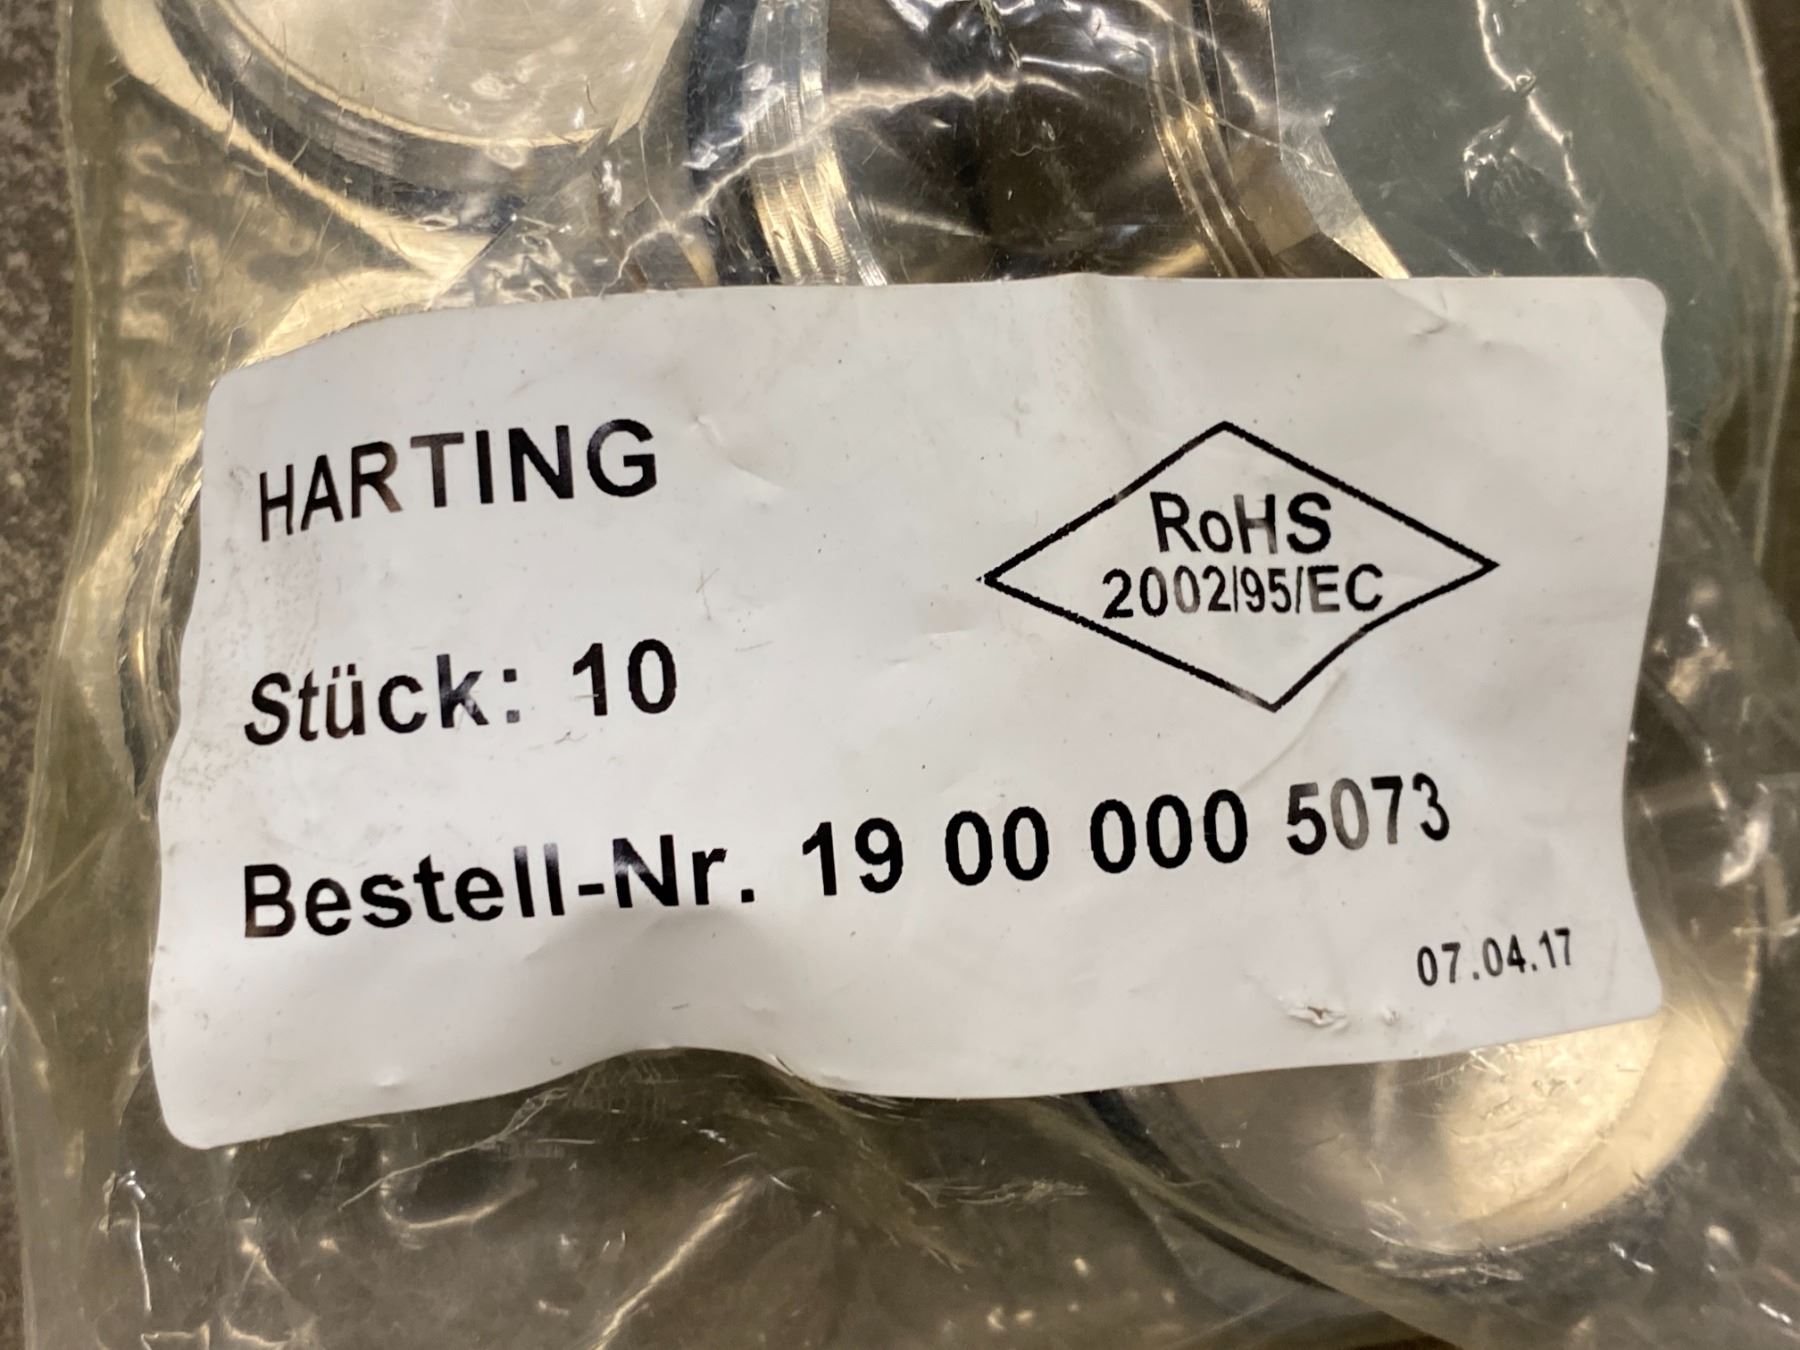 HARTING
RoHS
2002/95/EC
Stück: 10
Bestell-Nr. 19 00 000 5073
07.04.17